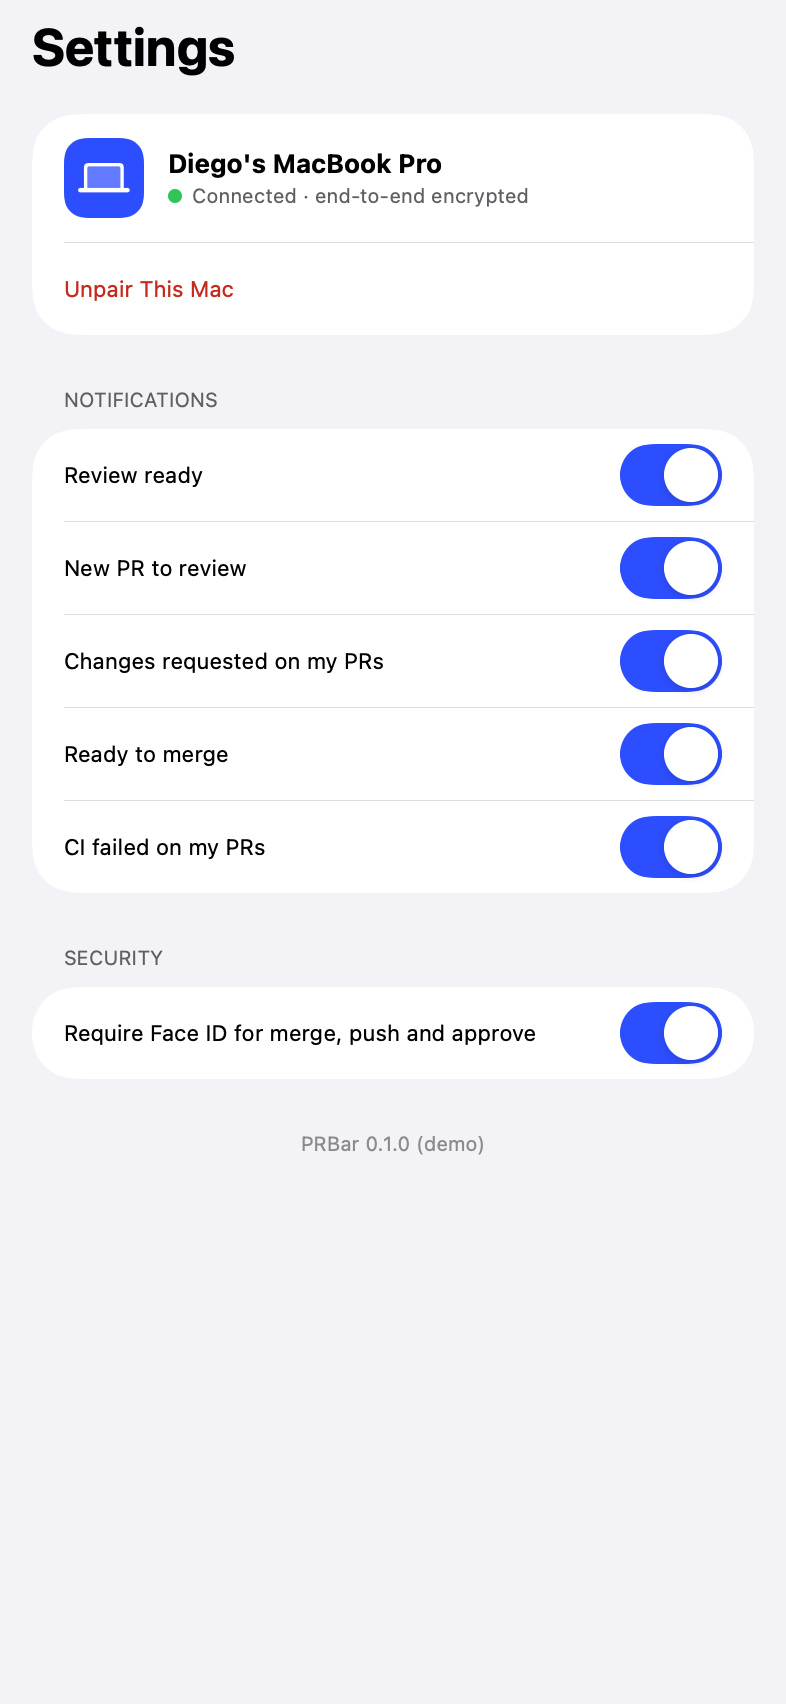 Settings
Diego's MacBook Pro
Connected · end-to-end encrypted
Unpair This Mac
NOTIFICATIONS
Review ready
New PR to review
Changes requested on my PRs
Ready to merge
CI failed on my PRs
SECURITY
Require Face ID for merge, push and approve
PRBar 0.1.0 (demo)